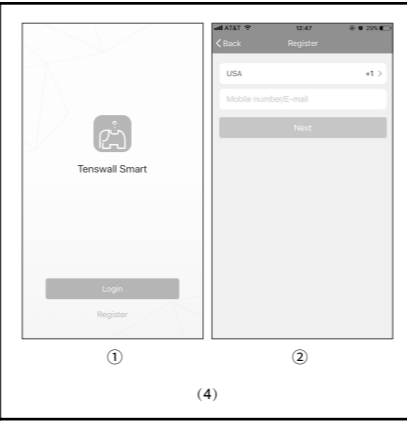 Tenswall Smart
Login
Register
①
AT&T 12:47 29%
Back Register
USA +1
Mobile number/E-mail
Next
②
(4)